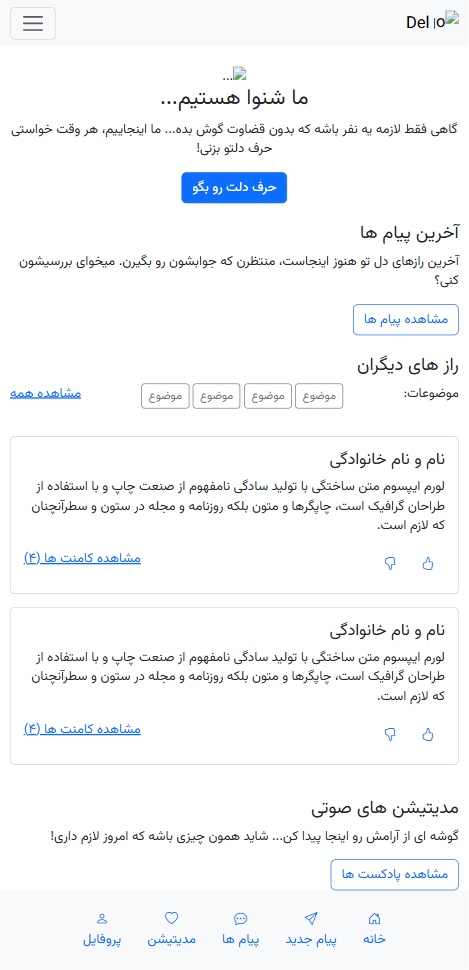 Del
...
ما شنوا هستیم...
گاهی فقط لازمه یه نفر باشه که بدون قضاوت گوش بده... ما اینجاییم، هر وقت خواستی
حرف دلتو بزنی!
حرف دلت رو بگو
آخرین پیام ها
آخرین رازهای دل تو هنوز اینجاست، منتظرن که جوابشون رو بگیرن. میخوای بررسیشون
کنی؟
مشاهده پیام ها
راز های دیگران
موضوعات: موضوع موضوع موضوع موضوع مشاهده همه
نام و نام خانوادگی
لورم ایپسوم متن ساختگی با تولید سادگی نامفهوم از صنعت چاپ و با استفاده از
طراحان گرافیک است، چاپگرها و متون بلکه روزنامه و مجله در ستون و سطرآنچنان
که لازم است.
مشاهده کامنت ها (۴)
نام و نام خانوادگی
لورم ایپسوم متن ساختگی با تولید سادگی نامفهوم از صنعت چاپ و با استفاده از
طراحان گرافیک است، چاپگرها و متون بلکه روزنامه و مجله در ستون و سطرآنچنان
که لازم است.
مشاهده کامنت ها (۴)
مدیتیشن های صوتی
گوشه ای از آرامش رو اینجا پیدا کن... شاید همون چیزی باشه که امروز لازم داری!
مشاهده پادکست ها
خانه پیام جدید پیام ها مدیتیشن پروفایل